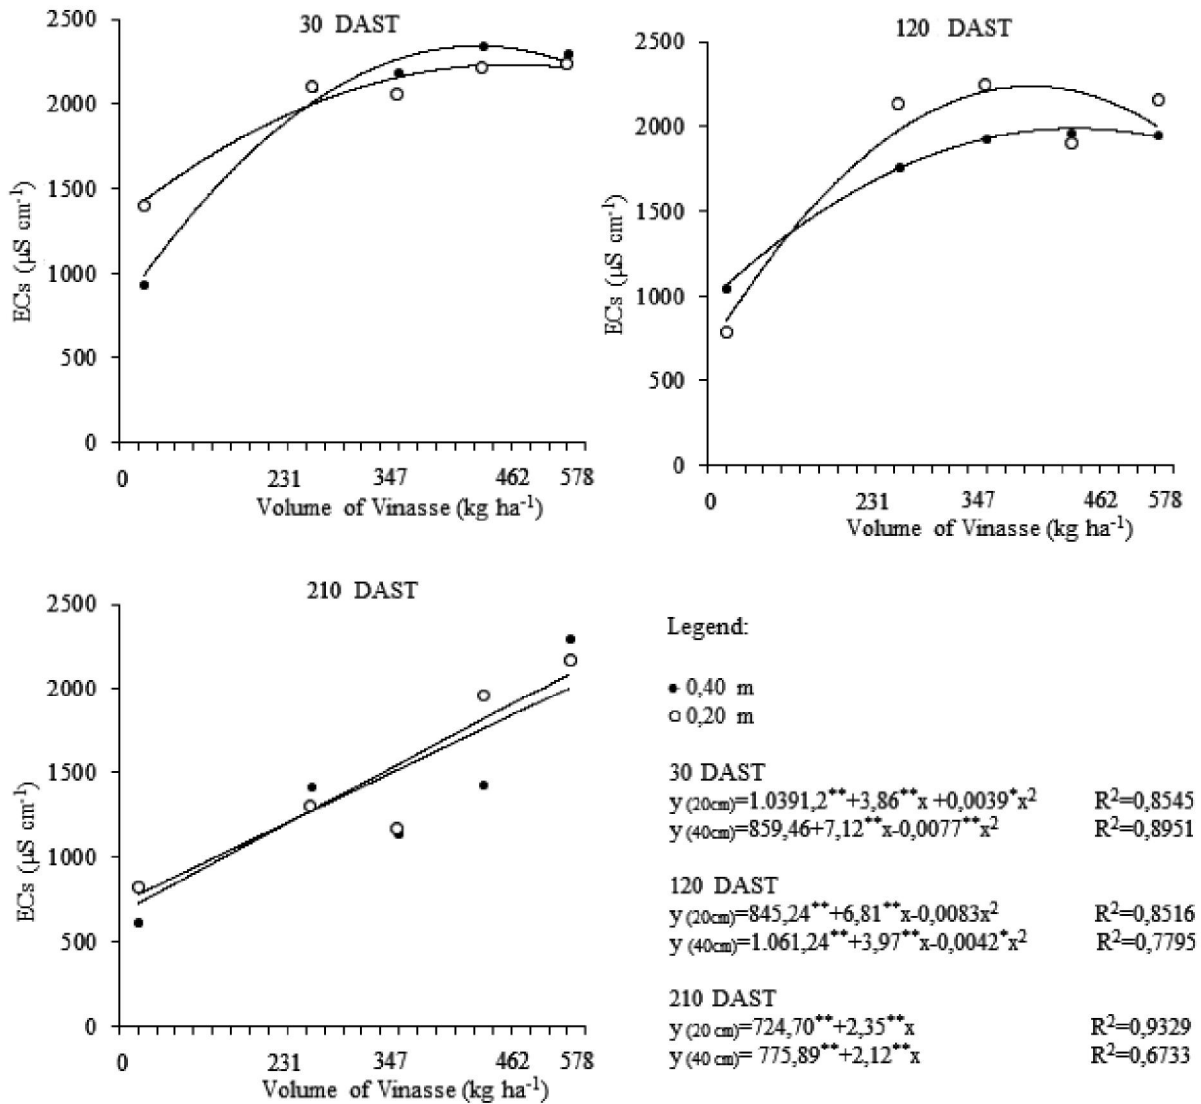 30 DAST
2500
2000
1500
1000
500
0
ECs (µS cm-1)
0 231 347 462 578
Volume of Vinasse (kg ha-1)
120 DAST
2500
2000
1500
1000
500
0
ECs (µS cm-1)
0 231 347 462 578
Volume of Vinasse (kg ha-1)
210 DAST
2500
2000
1500
1000
500
0
ECs (µS cm-1)
0 231 347 462 578
Volume of Vinasse (kg ha-1)
Legend:
0,40 m
0,20 m
30 DAST
y (20cm)=1.0391,2**+3,86**x +0,0039*x2 R2=0,8545
y (40cm)=859,46+7,12**x-0,0077**x2 R2=0,8951
120 DAST
y (20cm)=845,24**+6,81**x-0,0083x2 R2=0,8516
y (40cm)=1.061,24**+3,97**x-0,0042*x2 R2=0,7795
210 DAST
y (20 cm)=724,70**+2,35**x R2=0,9329
y (40 cm)= 775,89**+2,12**x R2=0,6733